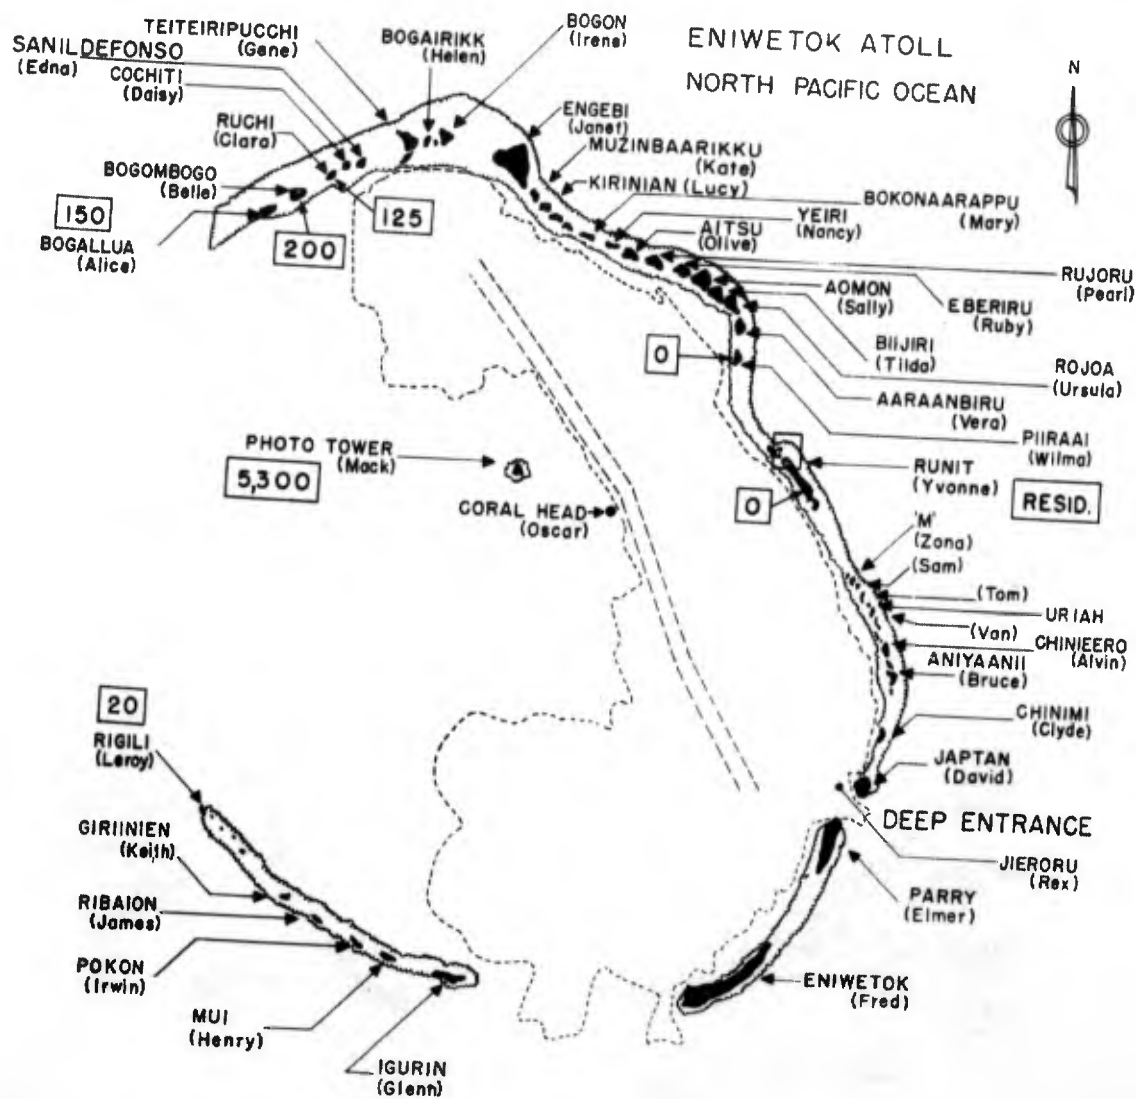 ENIWETOK ATOLL
NORTH PACIFIC OCEAN
N
TEITEIRIPUCCHI
(Gene)
BOGAIRIKK
(Helen)
BOGON
(Irene)
SANILDEFONSO
(Edna)
COCHITI
(Daisy)
RUCHI
(Clara)
BOGOMBOGO
(Belle)
150
BOGALLUA
(Alice)
200
125
ENGEBI
(Janet)
MUZINBAARIKKU
(Kate)
KIRINIAN (Lucy)
BOKONAARAPPU
(Mary)
YEIRI
(Nancy)
AITSU
(Olive)
RUJORU
(Pearl)
AOMON
(Sally)
EBERIRU
(Ruby)
BIIJIRI
(Tilda)
ROJOA
(Ursula)
0
AARAANBIRU
(Vera)
PIIRAAI
(Wilma)
PHOTO TOWER
(Mack)
5,300
CORAL HEAD
(Oscar)
RUNIT
(Yvonne)
0
RESID.
'M'
(Zona)
(Sam)
(Tom)
URIAH
(Van)
CHINIEERO
(Alvin)
ANIYAANII
(Bruce)
CHINIMI
(Clyde)
JAPTAN
(David)
DEEP ENTRANCE
JIERORU
(Rex)
PARRY
(Elmer)
ENIWETOK
(Fred)
20
RIGILI
(Leroy)
GIRIINIEN
(Keith)
RIBAION
(James)
POKON
(Irwin)
MUI
(Henry)
IGURIN
(Glenn)